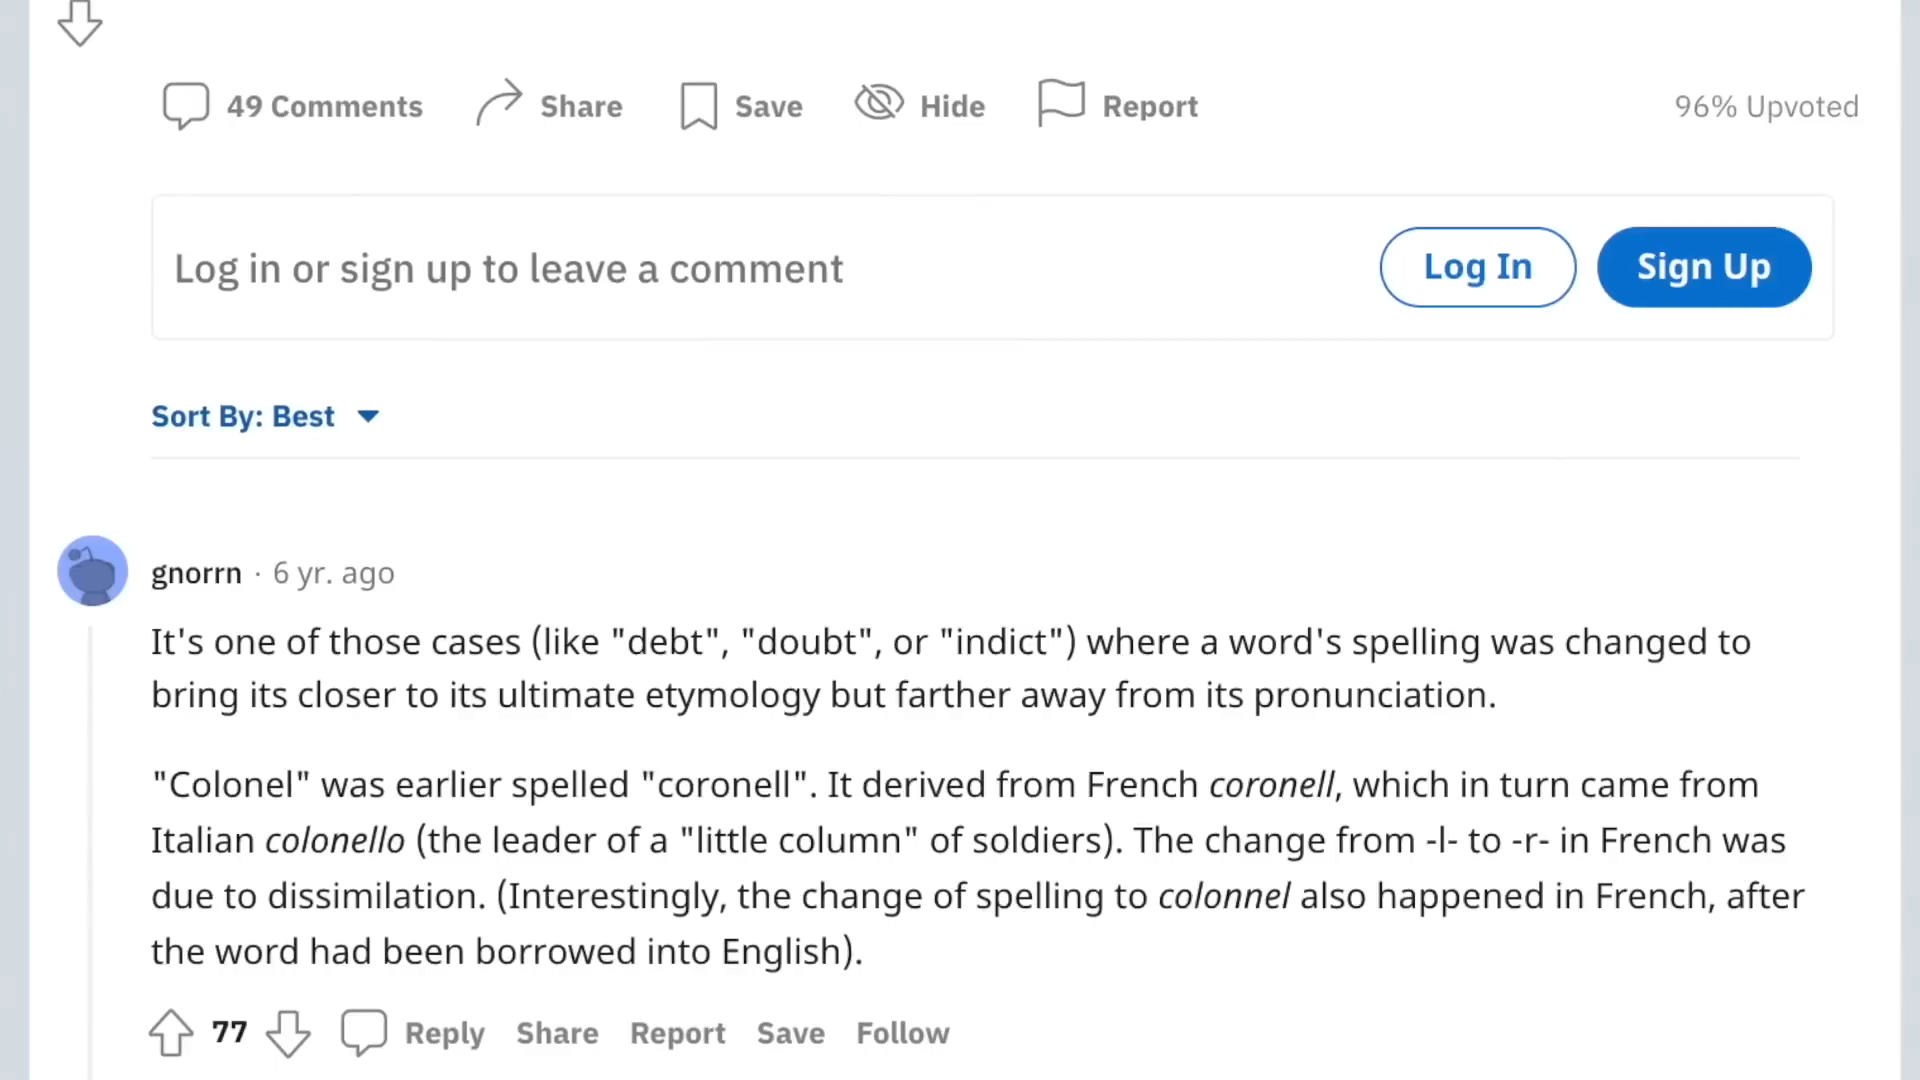 49 Comments Share Save Hide Report 96% Upvoted
Log in or sign up to leave a comment Log In Sign Up
Sort By: Best
gnorrn · 6 yr. ago
It's one of those cases (like "debt", "doubt", or "indict") where a word's spelling was changed to
bring its closer to its ultimate etymology but farther away from its pronunciation.
"Colonel" was earlier spelled "coronell". It derived from French coronell, which in turn came from
Italian colonello (the leader of a "little column" of soldiers). The change from -l- to -r- in French was
due to dissimilation. (Interestingly, the change of spelling to colonnel also happened in French, after
the word had been borrowed into English).
77 Reply Share Report Save Follow